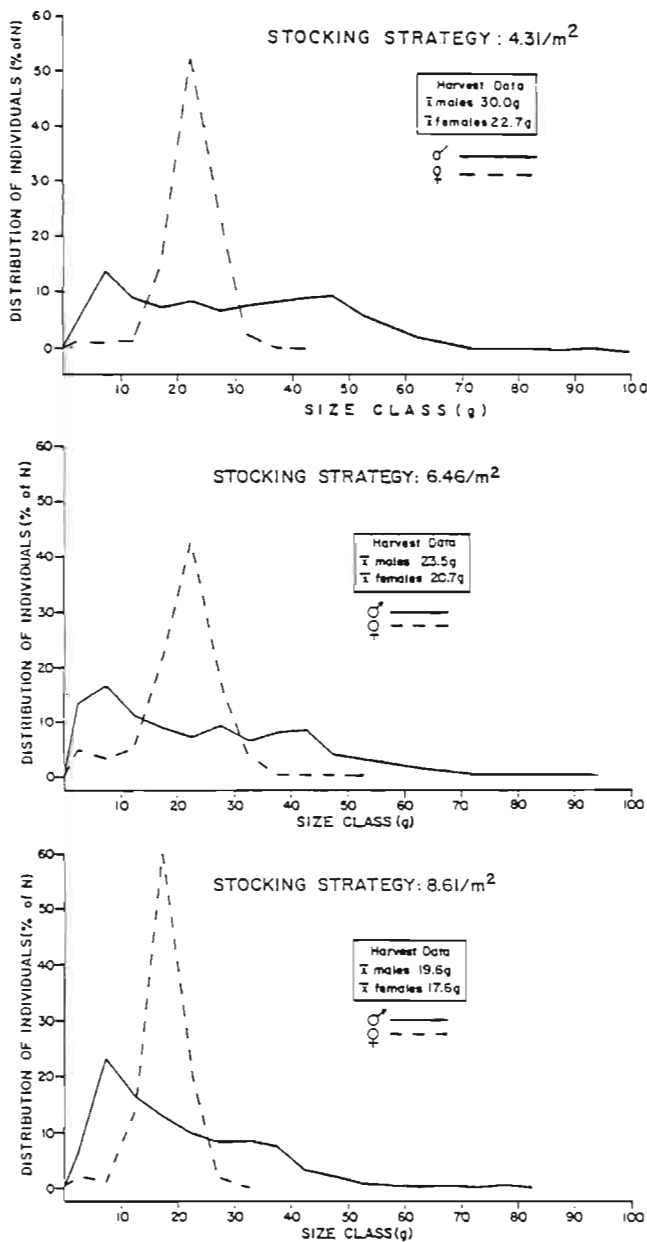 STOCKING STRATEGY: 4.31/m²
DISTRIBUTION OF INDIVIDUALS (% of N)
60
50
40
30
20
10
0
Harvest Data
x̅ males 30.0g
x̅ females 22.7g
♂
♀
10 20 30 40 50 60 70 80 90 100
SIZE CLASS (g)
STOCKING STRATEGY: 6.46/m²
DISTRIBUTION OF INDIVIDUALS (% of N)
60
50
40
30
20
10
0
Harvest Data
x̅ males 23.5g
x̅ females 20.7g
♂
♀
10 20 30 40 50 60 70 80 90 100
SIZE CLASS (g)
STOCKING STRATEGY: 8.61/m²
DISTRIBUTION OF INDIVIDUALS (% of N)
60
50
40
30
20
10
0
Harvest Data
x̅ males 19.6g
x̅ females 17.6g
♂
♀
10 20 30 40 50 60 70 80 90 100
SIZE CLASS (g)